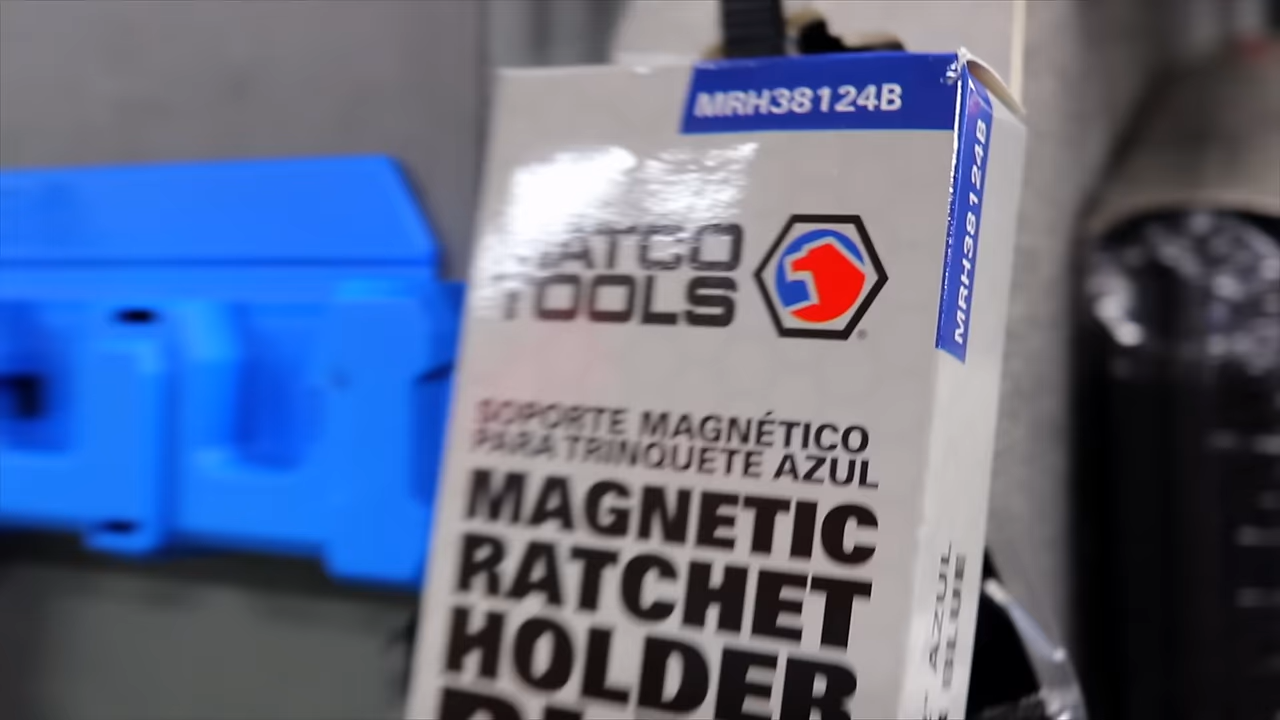 MRH38124B
MATCO
TOOLS
SOPORTE MAGNÉTICO
PARA TRINQUETE AZUL
MAGNETIC
RATCHET
HOLDER
MRH38124B
AZUL
BLUE